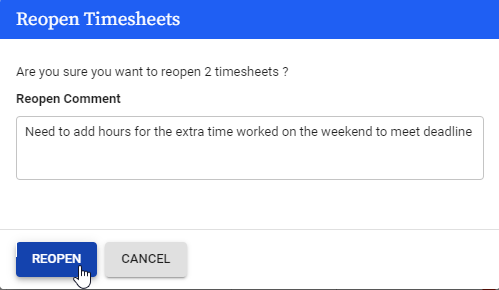 Reopen Timesheets
Are you sure you want to reopen 2 timesheets ?
Reopen Comment
Need to add hours for the extra time worked on the weekend to meet deadline
REOPEN CANCEL